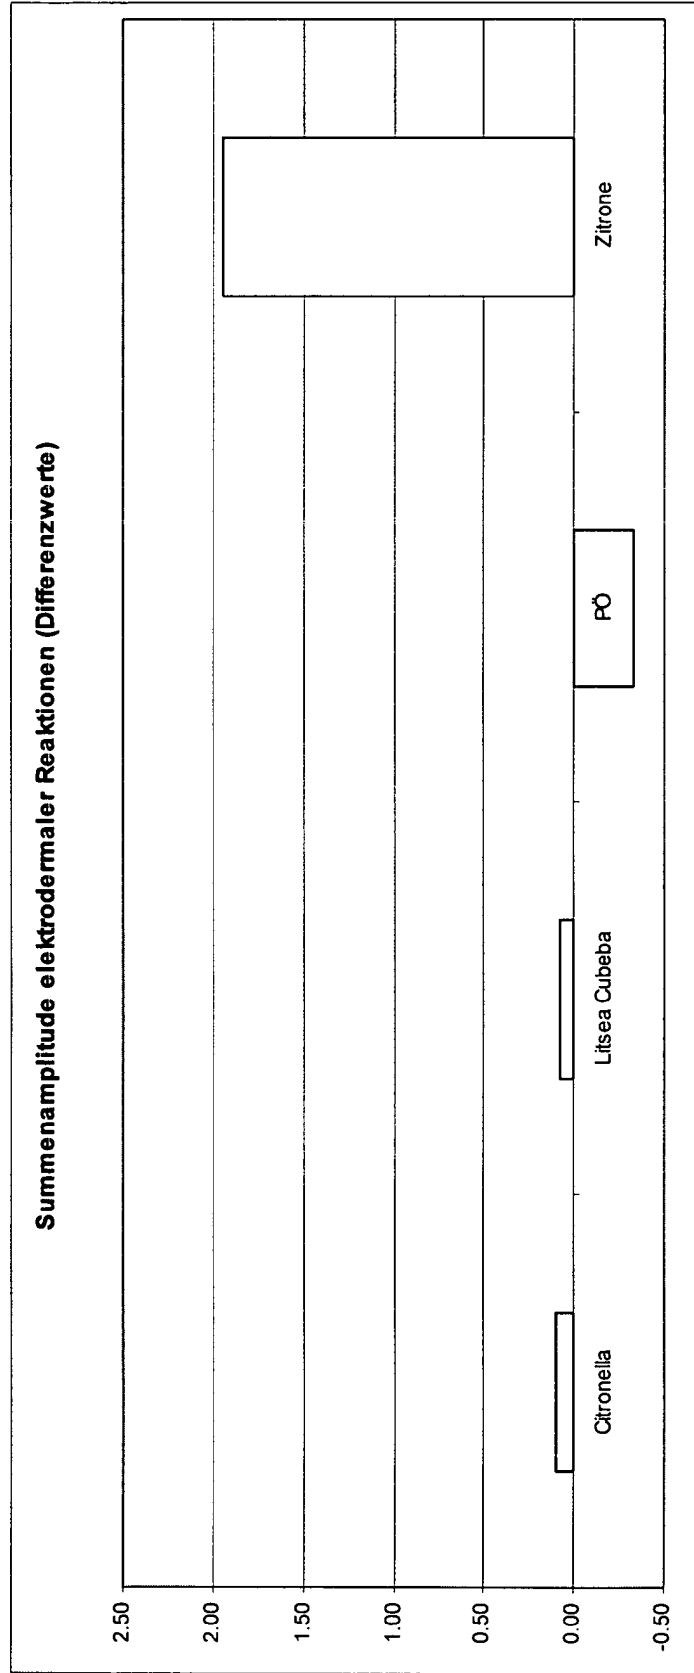 Summenamplitude elektrodermaler Reaktionen (Differenzwerte)
2.50
2.00
1.50
1.00
0.50
0.00
-0.50
Citronella
Litsea Cubeba
PÖ
Zitrone